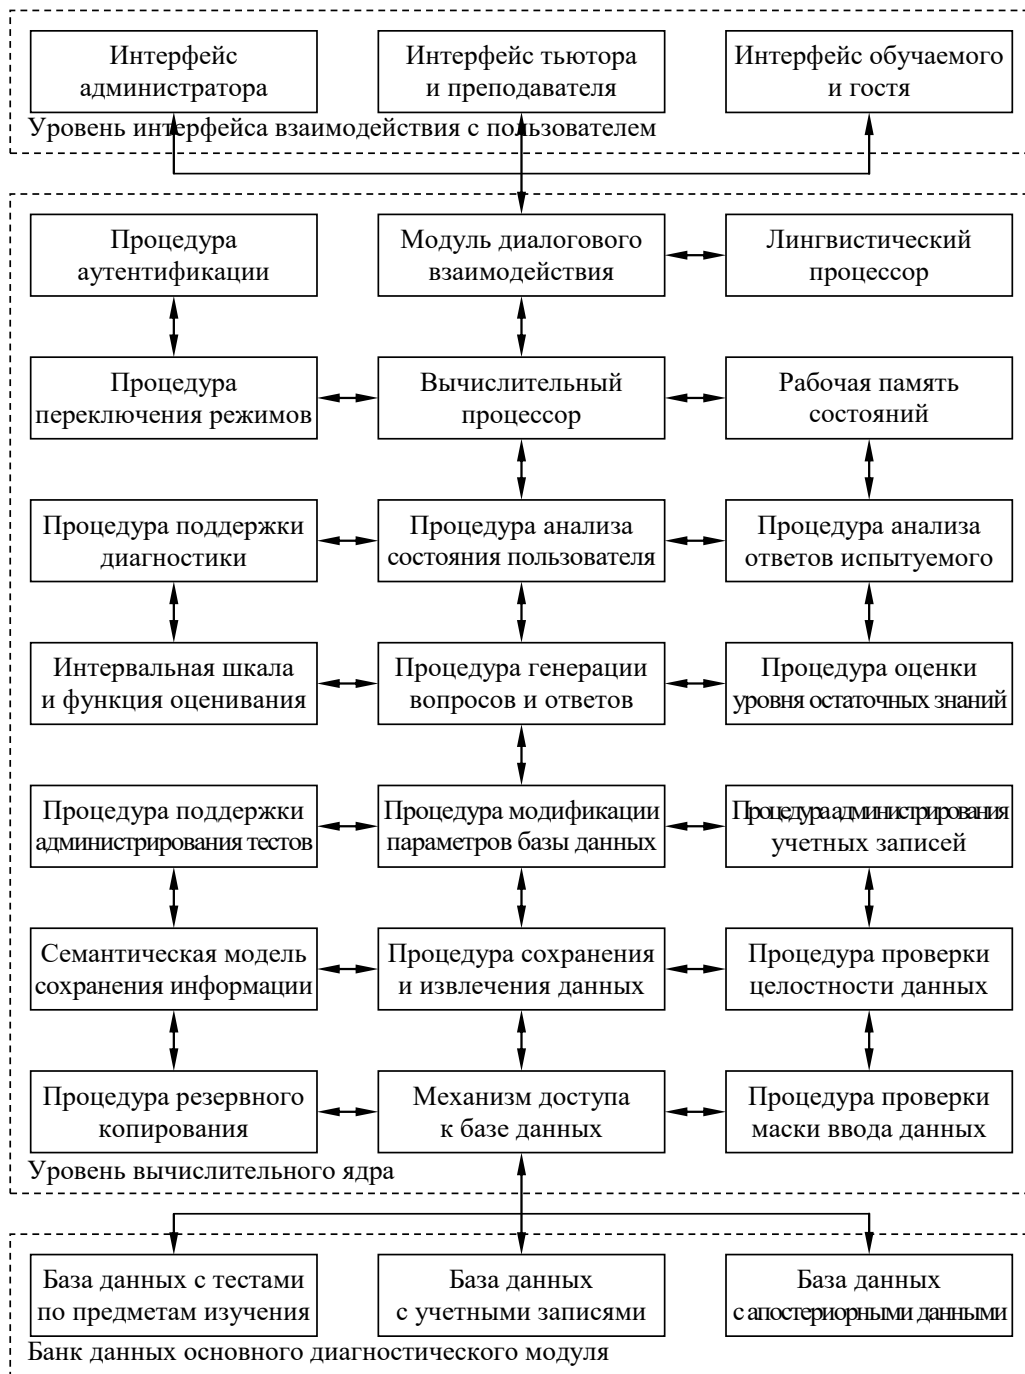 Интерфейс
администратора
Интерфейс тьютора
и преподавателя
Интерфейс обучаемого
и гостя
Уровень интерфейса взаимодействия с пользователем
Процедура
аутентификации
Модуль диалогового
взаимодействия
Лингвистический
процессор
Процедура
переключения режимов
Вычислительный
процессор
Рабочая память
состояний
Процедура поддержки
диагностики
Процедура анализа
состояния пользователя
Процедура анализа
ответов испытуемого
Интервальная шкала
и функция оценивания
Процедура генерации
вопросов и ответов
Процедура оценки
уровня остаточных знаний
Процедура поддержки
администрирования тестов
Процедура модификации
параметров базы данных
Процедура администрирования
учетных записей
Семантическая модель
сохранения информации
Процедура сохранения
и извлечения данных
Процедура проверки
целостности данных
Процедура резервного
копирования
Механизм доступа
к базе данных
Процедура проверки
маски ввода данных
Уровень вычислительного ядра
База данных с тестами
по предметам изучения
База данных
с учетными записями
База данных
с апостериорными данными
Банк данных основного диагностического модуля